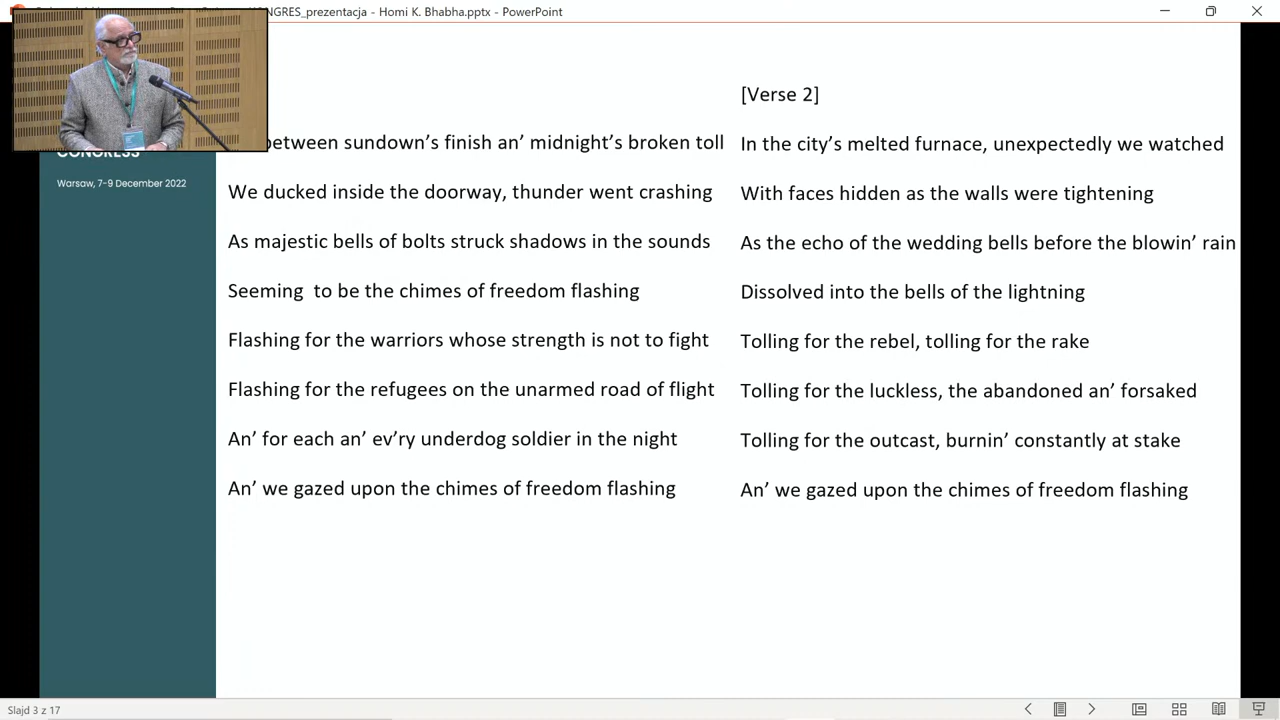 KONGRES_prezentacja - Homi K. Bhabha.pptx - PowerPoint
CONGRESS
Warsaw, 7-9 December 2022
between sundown’s finish an’ midnight’s broken toll
We ducked inside the doorway, thunder went crashing
As majestic bells of bolts struck shadows in the sounds
Seeming to be the chimes of freedom flashing
Flashing for the warriors whose strength is not to fight
Flashing for the refugees on the unarmed road of flight
An’ for each an’ ev’ry underdog soldier in the night
An’ we gazed upon the chimes of freedom flashing
[Verse 2]
In the city’s melted furnace, unexpectedly we watched
With faces hidden as the walls were tightening
As the echo of the wedding bells before the blowin’ rain
Dissolved into the bells of the lightning
Tolling for the rebel, tolling for the rake
Tolling for the luckless, the abandoned an’ forsaked
Tolling for the outcast, burnin’ constantly at stake
An’ we gazed upon the chimes of freedom flashing
Slajd 3 z 17